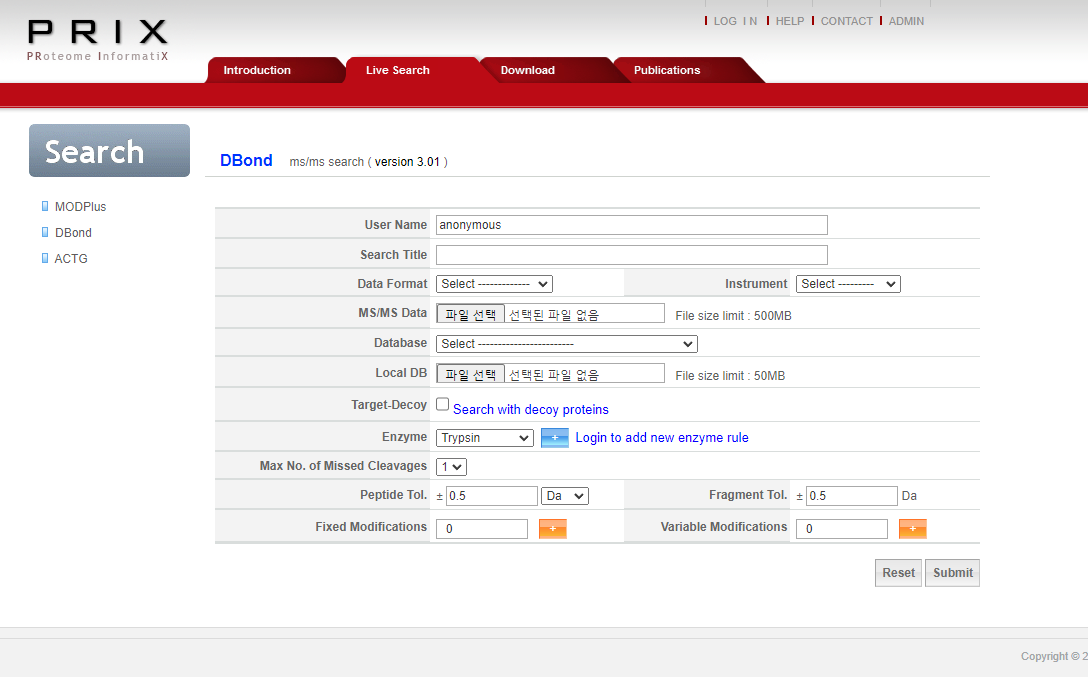 PRIX
PRoteome InformatiX
LOG IN HELP CONTACT ADMIN
Introduction Live Search Download Publications
Search
DBond ms/ms search ( version 3.01 )
MODPlus
DBond
ACTG
User Name anonymous
Search Title
Data Format Select ------------- Instrument Select ---------
MS/MS Data 파일 선택 선택된 파일 없음 File size limit : 500MB
Database Select ------------------------
Local DB 파일 선택 선택된 파일 없음 File size limit : 50MB
Target-Decoy Search with decoy proteins
Enzyme Trypsin + Login to add new enzyme rule
Max No. of Missed Cleavages 1
Peptide Tol. ± 0.5 Da Fragment Tol. ± 0.5 Da
Fixed Modifications 0 + Variable Modifications 0 +
Reset Submit
Copyright © 2